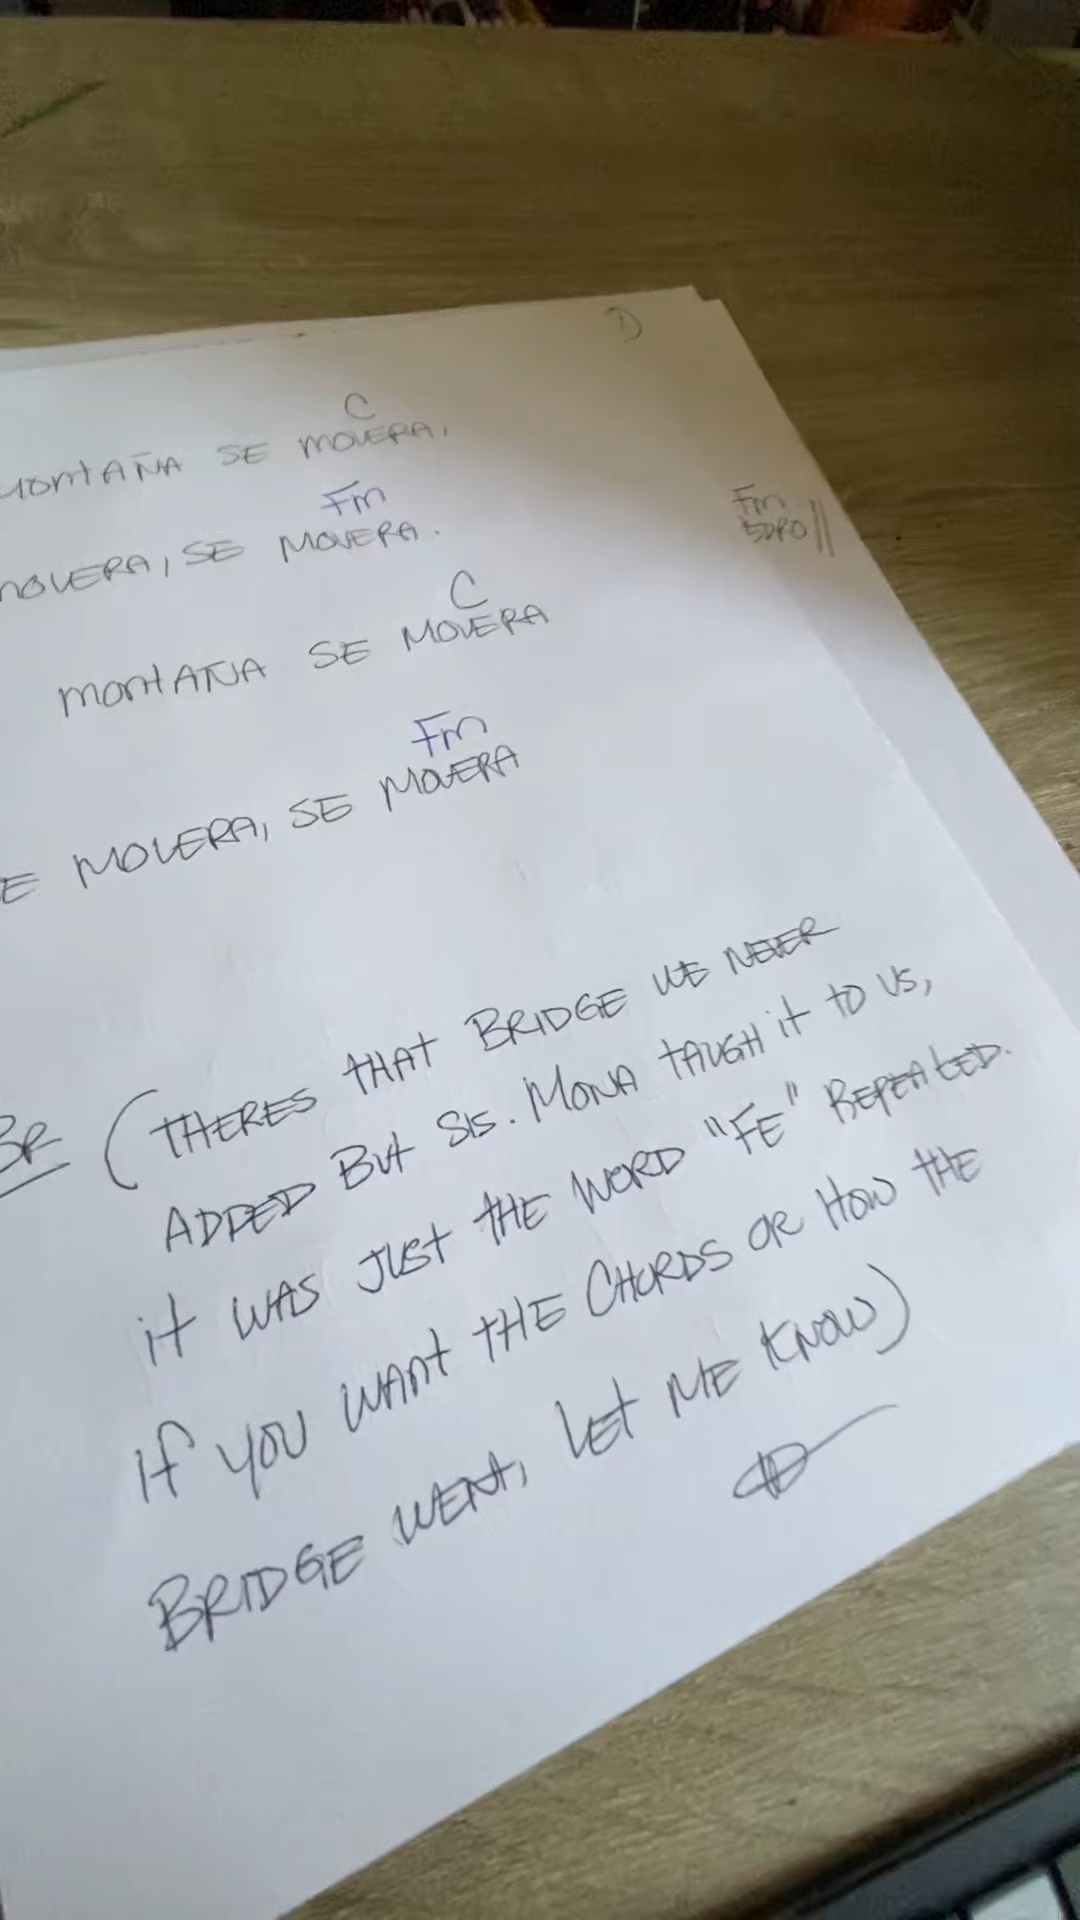 C
MONTAÑA SE MOVERA,
Fm
MOVERA, SE MOVERA.
C
MONTAÑA SE MOVERA
Fm
SE MOVERA, SE MOVERA
BR (THERES THAT BRIDGE WE NEVER
ADDED BUT SIS. MONA TAUGH IT TO US,
IT WAS JUST THE WORD "FE" REPEATED.
IF YOU WANT THE CHORDS OR HOW THE
BRIDGE WENT, LET ME KNOW)
Fm